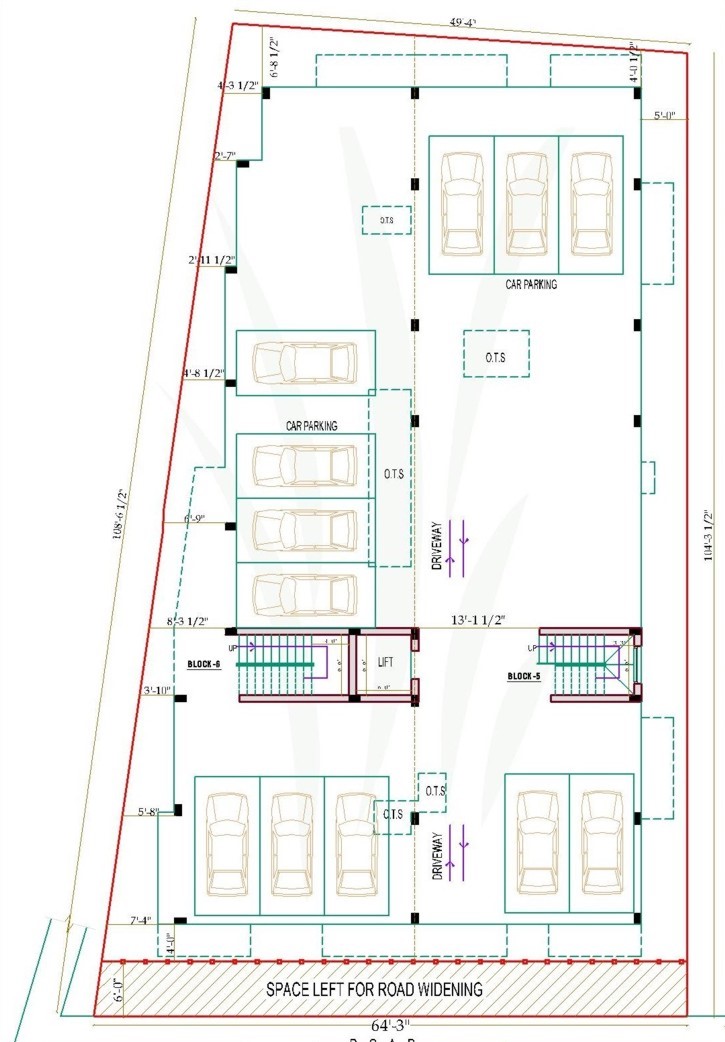 49'-4"
6'-8 1/2"
4'-0 1/2"
4'-3 1/2"
5'-0"
2'-7"
O.T.S
2'-11 1/2"
CAR PARKING
O.T.S
4'-8 1/2"
CAR PARKING
O.T.S
108'-6 1/2"
104'-3 1/2"
6'-9"
DRIVEWAY
8'-3 1/2"
13'-1 1/2"
UP
LIFT
UP
BLOCK-6
BLOCK-5
3'-10"
O.T.S
O.T.S
5'-8"
DRIVEWAY
7'-4"
4'-0"
6'-0"
SPACE LEFT FOR ROAD WIDENING
64'-3"